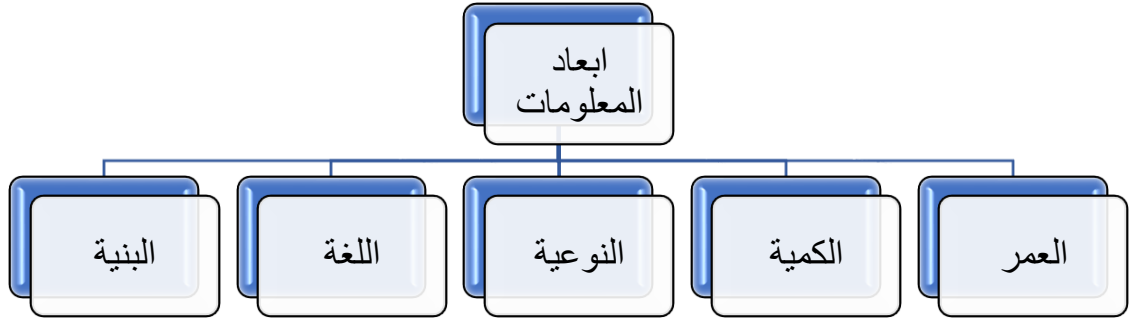 ابعاد
المعلومات
العمر
الكمية
النوعية
اللغة
البنية